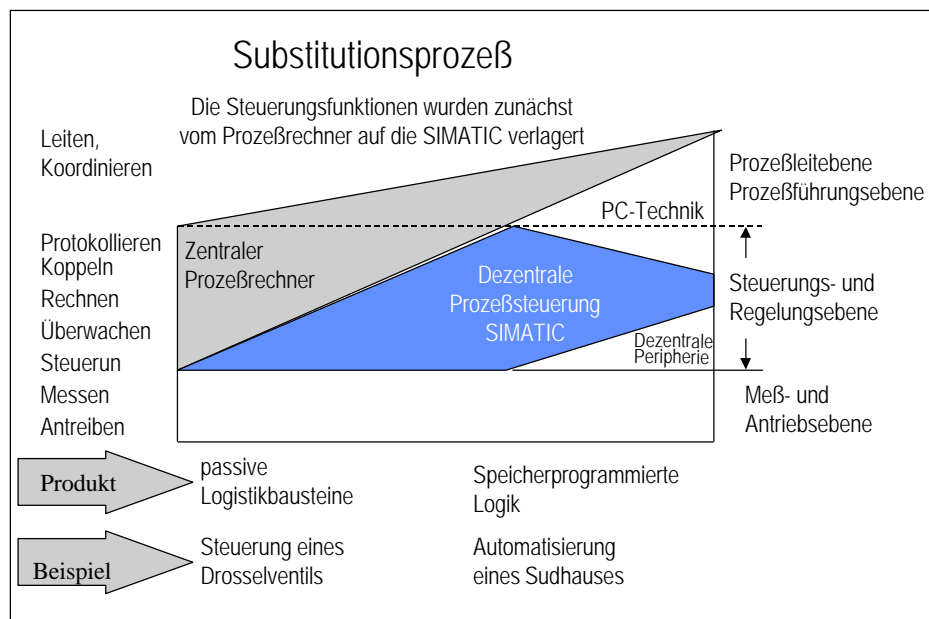 Substitutionsprozeß
Die Steuerungsfunktionen wurden zunächst
vom Prozeßrechner auf die SIMATIC verlagert
Leiten,
Koordinieren
Prozeßleitebene
Prozeßführungsebene
PC-Technik
Protokollieren
Koppeln
Rechnen
Überwachen
Steuerun
Messen
Antreiben
Zentraler
Prozeßrechner
Dezentrale
Prozeßsteuerung
SIMATIC
Steuerungs- und
Regelungsebene
Dezentrale
Peripherie
Meß- und
Antriebsebene
Produkt
passive
Logistikbausteine
Speicherprogrammierte
Logik
Beispiel
Steuerung eines
Drosselventils
Automatisierung
eines Sudhauses